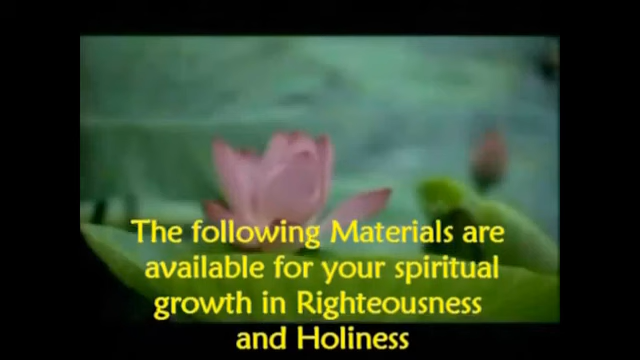 The following Materials are
available for your spiritual
growth in Righteousness
and Holiness